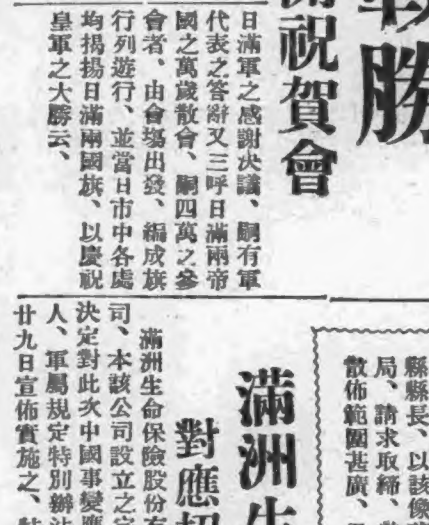 勝
祝賀會
日滿軍之感謝决議、嗣有軍
代表之答辭又三呼日滿兩帝
國之萬歲散會、嗣四萬之參
會者、由會塲出發、編成旗
行列遊行、並當日市中各處
均揭揚日滿兩國旗、以慶祝
皇軍之大勝云、
縣縣長、以該像
局、請求取締、
散佈範圍甚廣、
滿洲生
對應
滿洲生命保險股份有
司、本該公司設立之
決定對此次中國事變應
人、軍屬規定特別辦法
廿九日宣佈實施之、